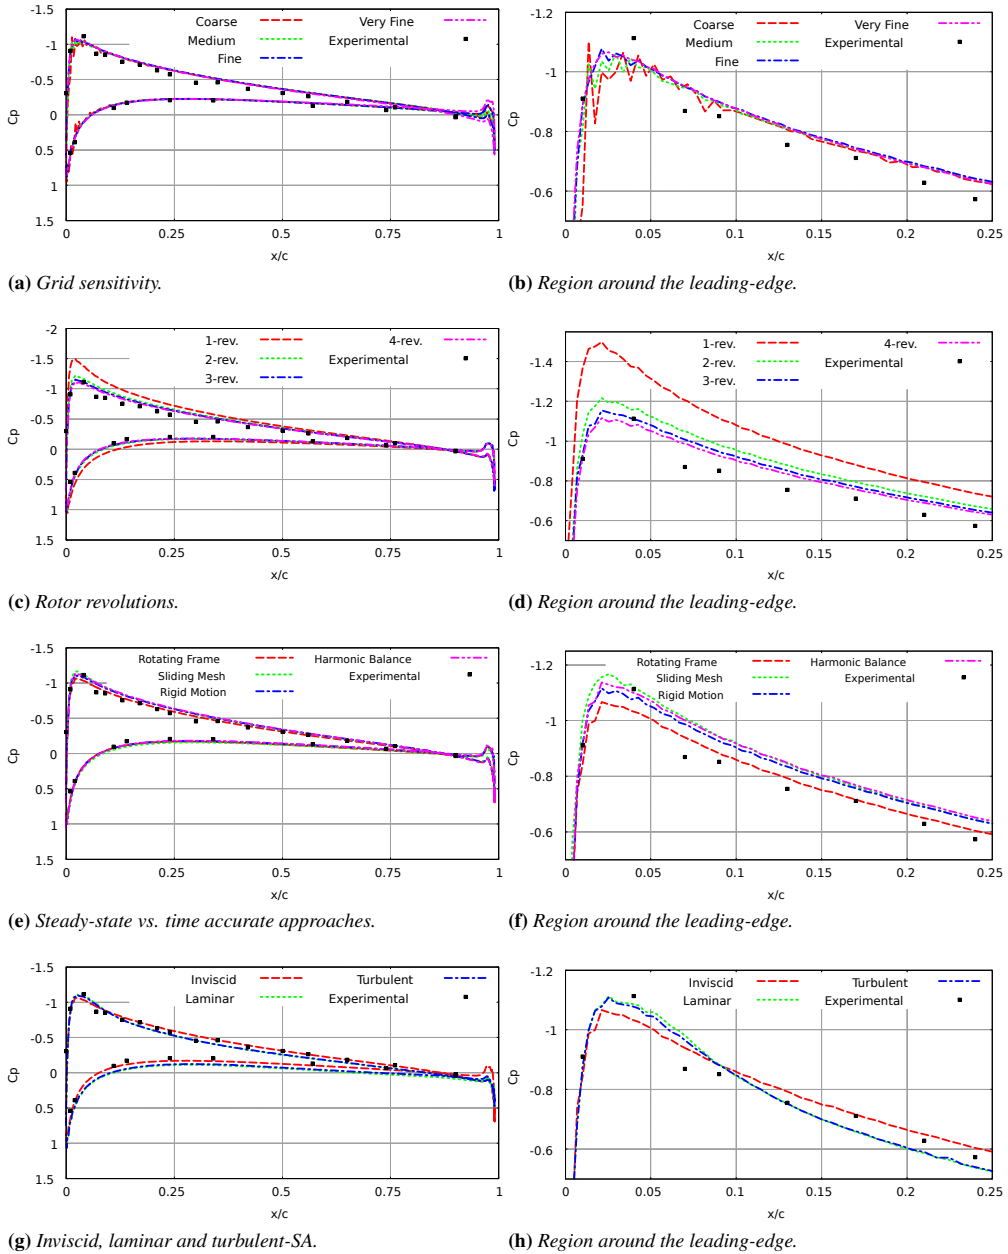 -1.5
-1
-0.5
0
0.5
1
1.5
Cp
Coarse
Medium
Fine
Very Fine
Experimental
0
0.25
0.5
0.75
1
x/c
(a) Grid sensitivity.
-1.2
-1
-0.8
-0.6
Cp
Coarse
Medium
Fine
Very Fine
Experimental
0
0.05
0.1
0.15
0.2
0.25
x/c
(b) Region around the leading-edge.
-2
-1.5
-1
-0.5
0
0.5
1
1.5
Cp
1-rev.
2-rev.
3-rev.
4-rev.
Experimental
0
0.25
0.5
0.75
1
x/c
(c) Rotor revolutions.
-1.4
-1.2
-1
-0.8
-0.6
Cp
1-rev.
2-rev.
3-rev.
4-rev.
Experimental
0
0.05
0.1
0.15
0.2
0.25
x/c
(d) Region around the leading-edge.
-1.5
-1
-0.5
0
0.5
1
1.5
Cp
Rotating Frame
Sliding Mesh
Rigid Motion
Harmonic Balance
Experimental
0
0.25
0.5
0.75
1
x/c
(e) Steady-state vs. time accurate approaches.
-1.2
-1
-0.8
-0.6
Cp
Rotating Frame
Sliding Mesh
Rigid Motion
Harmonic Balance
Experimental
0
0.05
0.1
0.15
0.2
0.25
x/c
(f) Region around the leading-edge.
-1.5
-1
-0.5
0
0.5
1
1.5
Cp
Inviscid
Laminar
Turbulent
Experimental
0
0.25
0.5
0.75
1
x/c
(g) Inviscid, laminar and turbulent-SA.
-1.2
-1
-0.8
-0.6
Cp
Inviscid
Laminar
Turbulent
Experimental
0
0.05
0.1
0.15
0.2
0.25
x/c
(h) Region around the leading-edge.